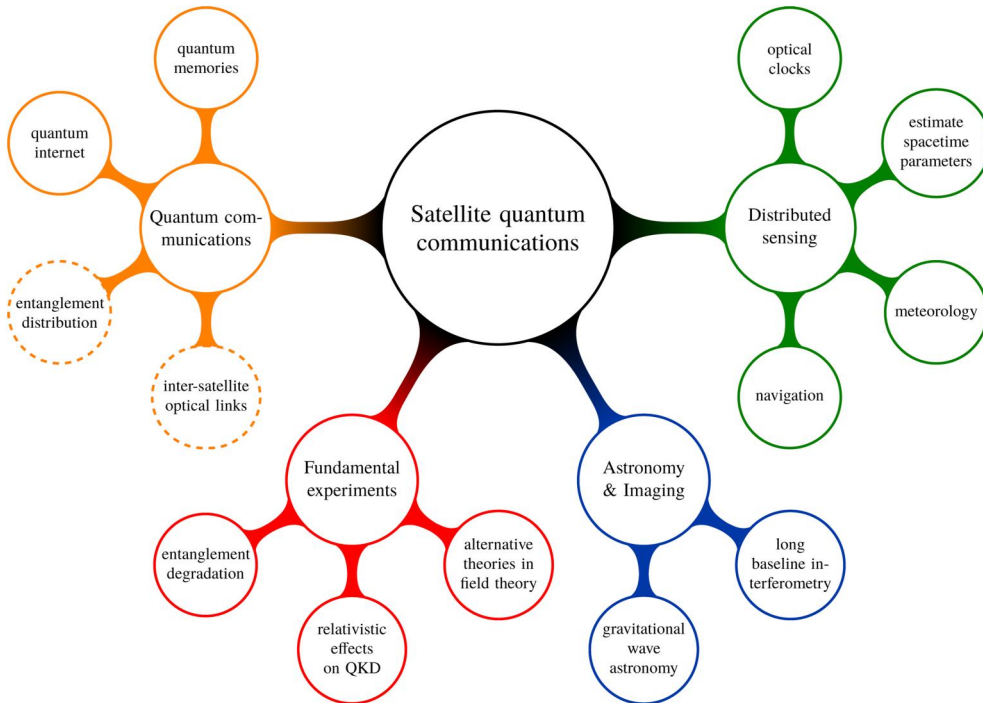 quantum
memories
optical
clocks
quantum
internet
estimate
spacetime
parameters
Quantum com-
munications
Satellite quantum
communications
Distributed
sensing
entanglement
distribution
meteorology
inter-satellite
optical links
navigation
Fundamental
experiments
Astronomy
& Imaging
entanglement
degradation
alternative
theories in
field theory
long
baseline in-
terferometry
relativistic
effects
on QKD
gravitational
wave
astronomy